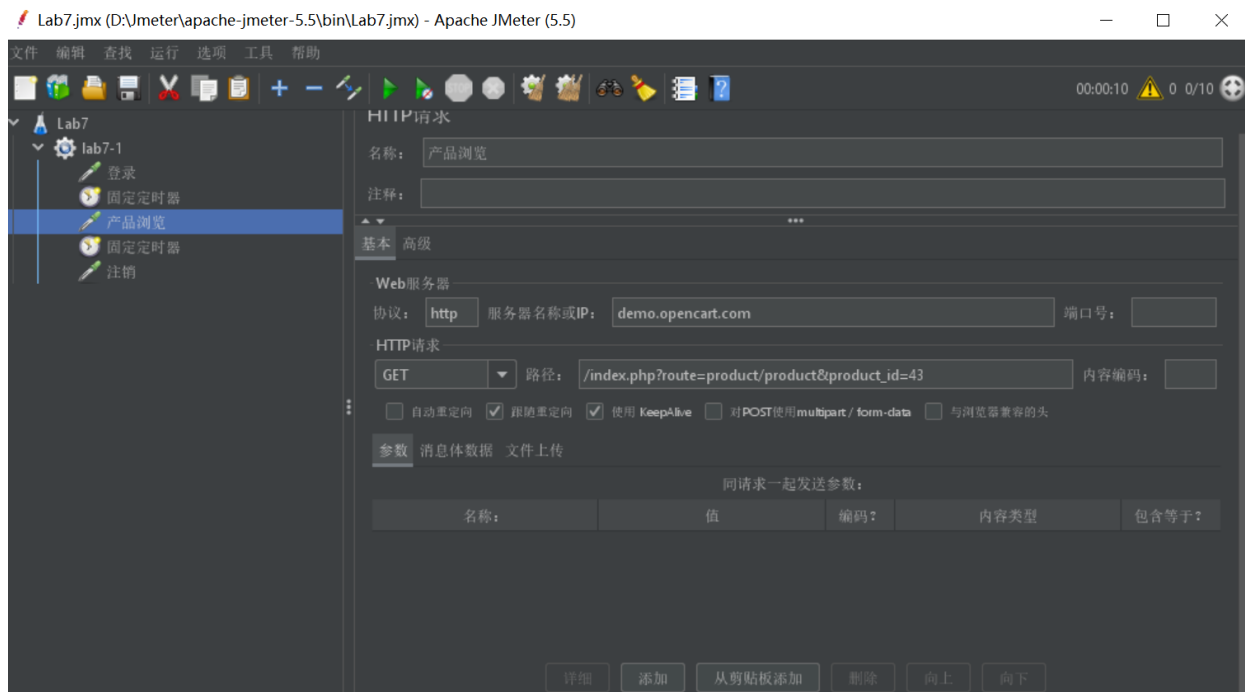 Lab7.jmx (D:\Jmeter\apache-jmeter-5.5\bin\Lab7.jmx) - Apache JMeter (5.5)
文件 编辑 查找 运行 选项 工具 帮助
STOP
00:00:10 0 0/10
Lab7
lab7-1
登录
固定定时器
产品浏览
固定定时器
注销
HTTP请求
名称： 产品浏览
注释：
基本 高级
Web服务器
协议： http 服务器名称或IP： demo.opencart.com 端口号：
HTTP请求
GET 路径： /index.php?route=product/product&product_id=43 内容编码：
自动重定向 跟随重定向 使用 KeepAlive 对POST使用multipart / form-data 与浏览器兼容的头
参数 消息体数据 文件上传
同请求一起发送参数：
名称： 值 编码？ 内容类型 包含等于？
详细 添加 从剪贴板添加 删除 向上 向下